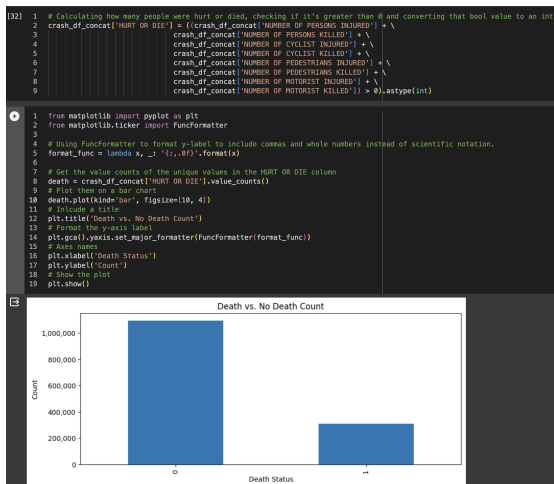 [32] 1 # Calculating how many people were hurt or died, checking if it's greater than 0 and converting that bool value to an int
2 crash_df_concat['HURT OR DIE'] = ((crash_df_concat['NUMBER OF PERSONS INJURED'] + \
3 crash_df_concat['NUMBER OF PERSONS KILLED'] + \
4 crash_df_concat['NUMBER OF CYCLIST INJURED'] + \
5 crash_df_concat['NUMBER OF CYCLIST KILLED'] + \
6 crash_df_concat['NUMBER OF PEDESTRIANS INJURED'] + \
7 crash_df_concat['NUMBER OF PEDESTRIANS KILLED'] + \
8 crash_df_concat['NUMBER OF MOTORIST INJURED'] + \
9 crash_df_concat['NUMBER OF MOTORIST KILLED']) > 0).astype(int)
1 from matplotlib import pyplot as plt
2 from matplotlib.ticker import FuncFormatter
3
4 # Using FuncFormatter to format y-label to include commas and whole numbers instead of scientific notation.
5 format_func = lambda x, _: '{:,.0f}'.format(x)
6
7 # Get the value counts of the unique values in the HURT OR DIE column
8 death = crash_df_concat['HURT OR DIE'].value_counts()
9 # Plot them on a bar chart
10 death.plot(kind='bar', figsize=[10, 4])
11 # Inlcude a title
12 plt.title('Death vs. No Death Count')
13 # Format the y-axis label
14 plt.gca().yaxis.set_major_formatter(FuncFormatter(format_func))
15 # Axes names
16 plt.xlabel('Death Status')
17 plt.ylabel('Count')
18 # Show the plot
19 plt.show()
Death vs. No Death Count
1,000,000
800,000
600,000
400,000
200,000
0
Count
0
1
Death Status